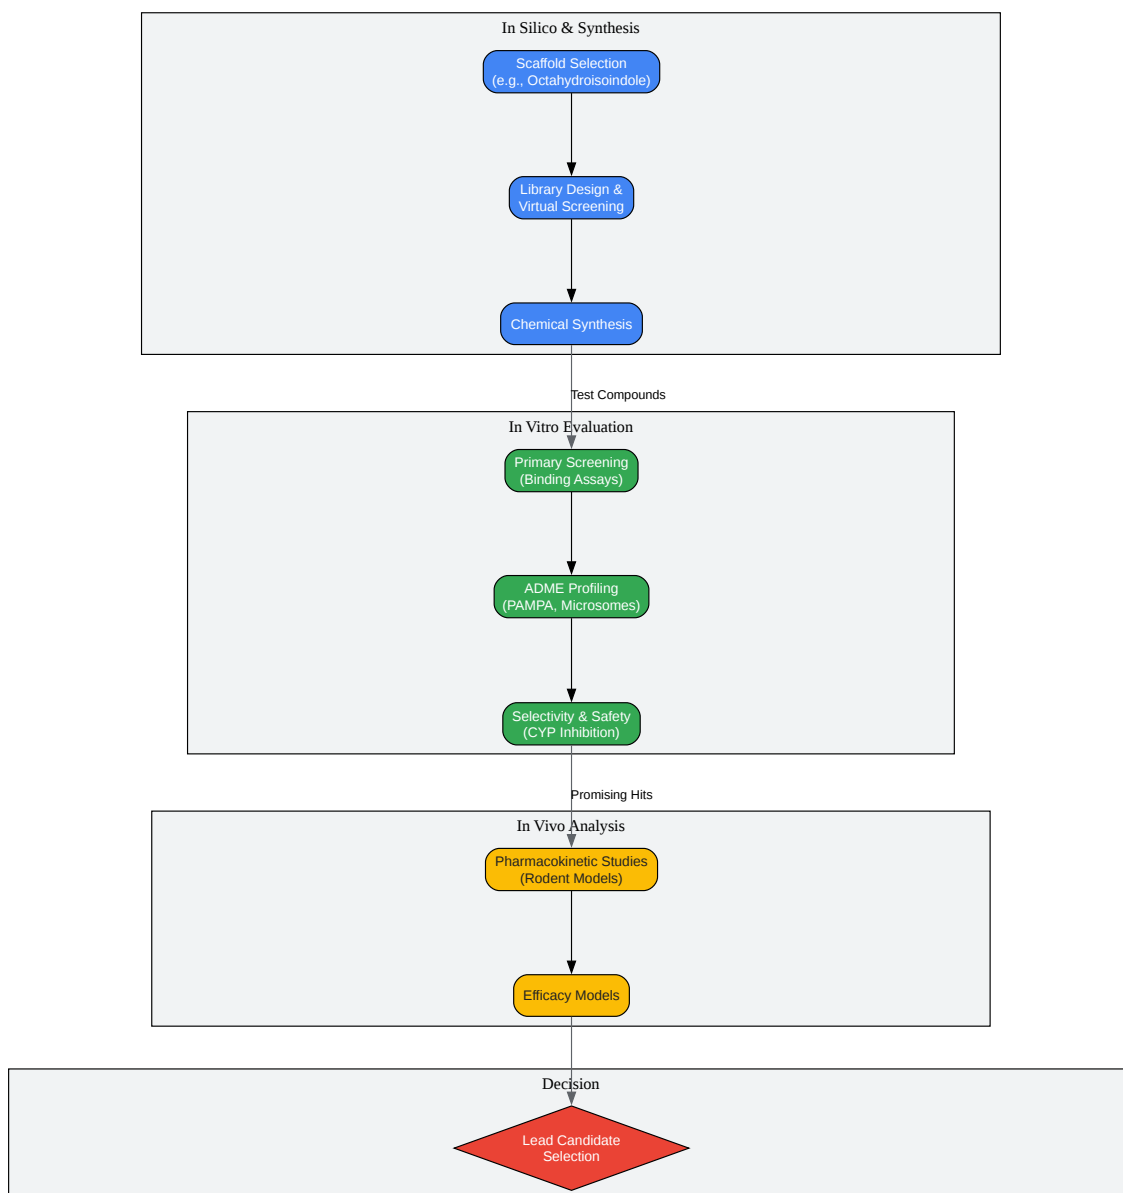 In Silico & Synthesis
Scaffold Selection
(e.g., Octahydroisoindole)
Library Design &
Virtual Screening
Chemical Synthesis
Test Compounds
In Vitro Evaluation
Primary Screening
(Binding Assays)
ADME Profiling
(PAMPA, Microsomes)
Selectivity & Safety
(CYP Inhibition)
Promising Hits
In Vivo Analysis
Pharmacokinetic Studies
(Rodent Models)
Efficacy Models
Decision
Lead Candidate
Selection